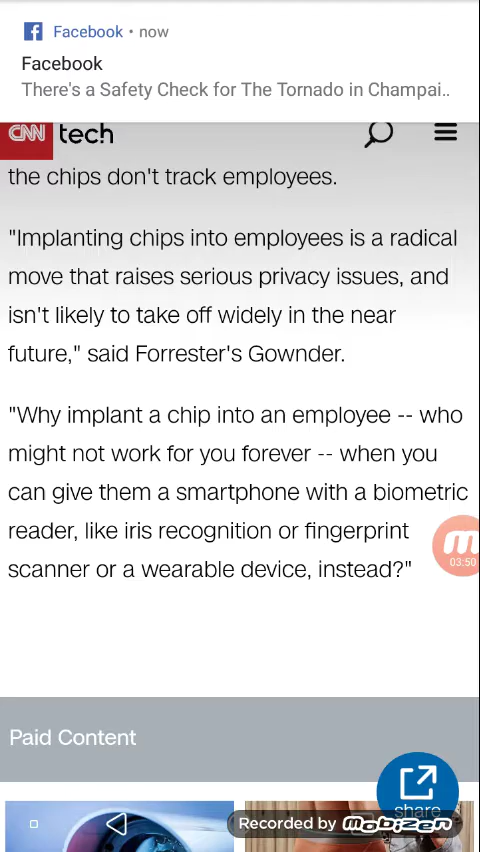 Facebook • now
Facebook
There's a Safety Check for The Tornado in Champai..
CNN tech
the chips don't track employees.
"Implanting chips into employees is a radical
move that raises serious privacy issues, and
isn't likely to take off widely in the near
future," said Forrester's Gownder.
"Why implant a chip into an employee -- who
might not work for you forever -- when you
can give them a smartphone with a biometric
reader, like iris recognition or fingerprint
scanner or a wearable device, instead?"
m
03:50
Paid Content
share
Recorded by mobizen